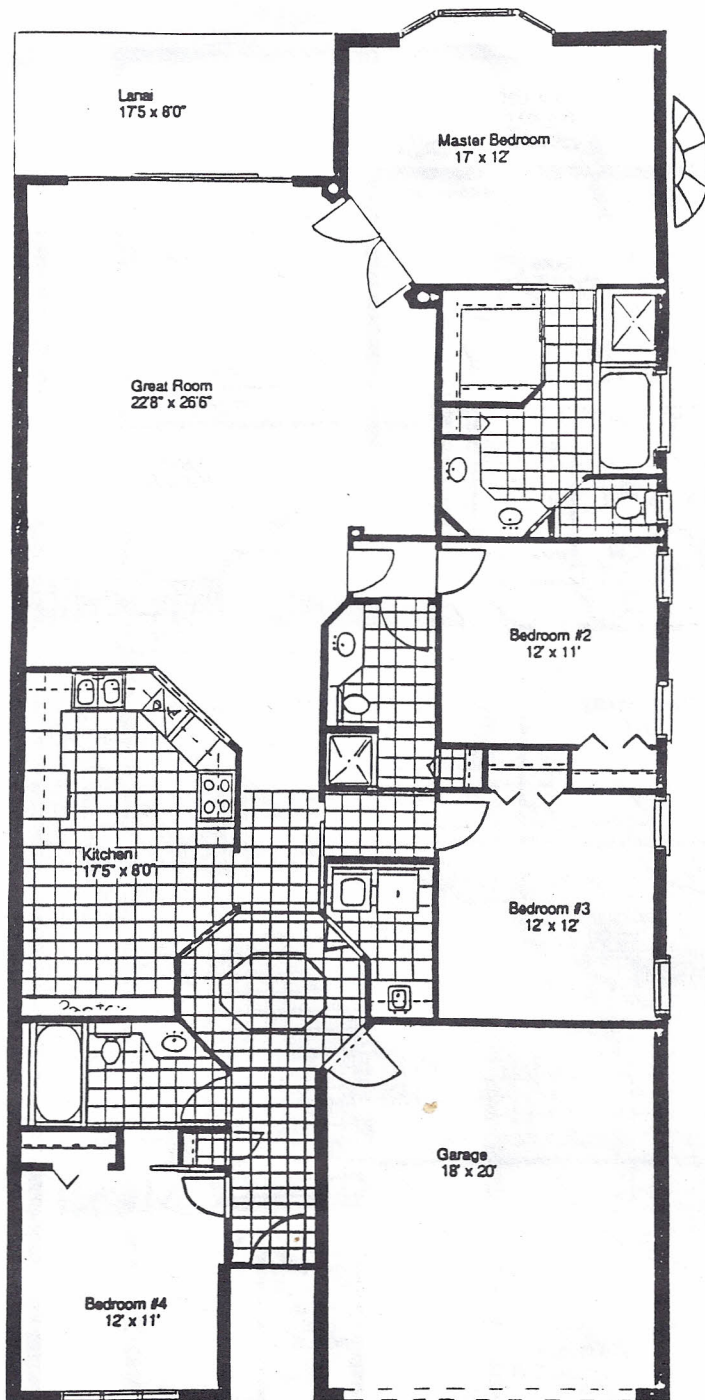 Lanai
17'5 x 8'0"
Master Bedroom
17' x 12'
Great Room
22'8" x 26'6"
Bedroom #2
12' x 11'
Kitchen
17'5" x 8'0"
Bedroom #3
12' x 12'
Pantry
Garage
18' x 20'
Bedroom #4
12' x 11'